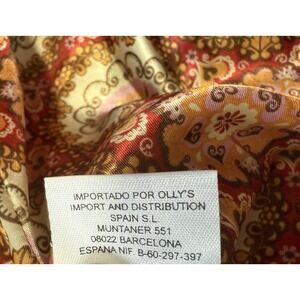 IMPORTADO POR OLLY'S
IMPORT AND DISTRIBUTION
SPAIN S.L
MUNTANER 551
08022 BARCELONA
ESPANA NIF B-60-297-397